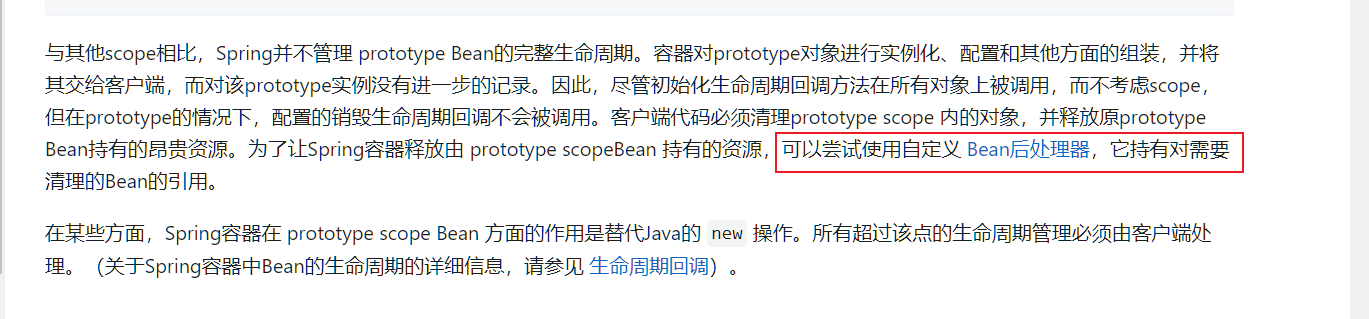 与其他scope相比，Spring并不管理 prototype Bean的完整生命周期。容器对prototype对象进行实例化、配置和其他方面的组装，并将
其交给客户端，而对该prototype实例没有进一步的记录。因此，尽管初始化生命周期回调方法在所有对象上被调用，而不考虑scope，
但在prototype的情况下，配置的销毁生命周期回调不会被调用。客户端代码必须清理prototype scope 内的对象，并释放原prototype
Bean持有的昂贵资源。为了让Spring容器释放由 prototype scopeBean 持有的资源，可以尝试使用自定义 Bean后处理器，它持有对需要
清理的Bean的引用。
在某些方面，Spring容器在 prototype scope Bean 方面的作用是替代Java的 new 操作。所有超过该点的生命周期管理必须由客户端处
理。（关于Spring容器中Bean的生命周期的详细信息，请参见 生命周期回调）。